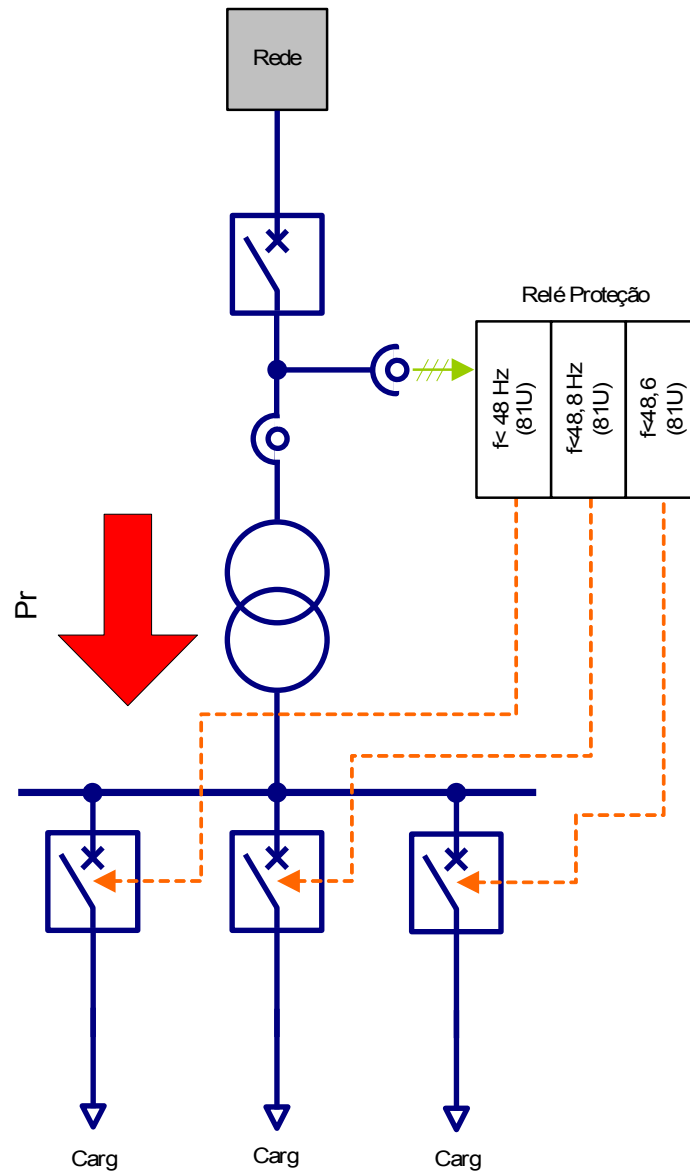 Rede
Relé Proteção
f< 48 Hz
(81U)
f<48,8 Hz
(81U)
f<48,6
(81U)
Pr
Carg
Carg
Carg